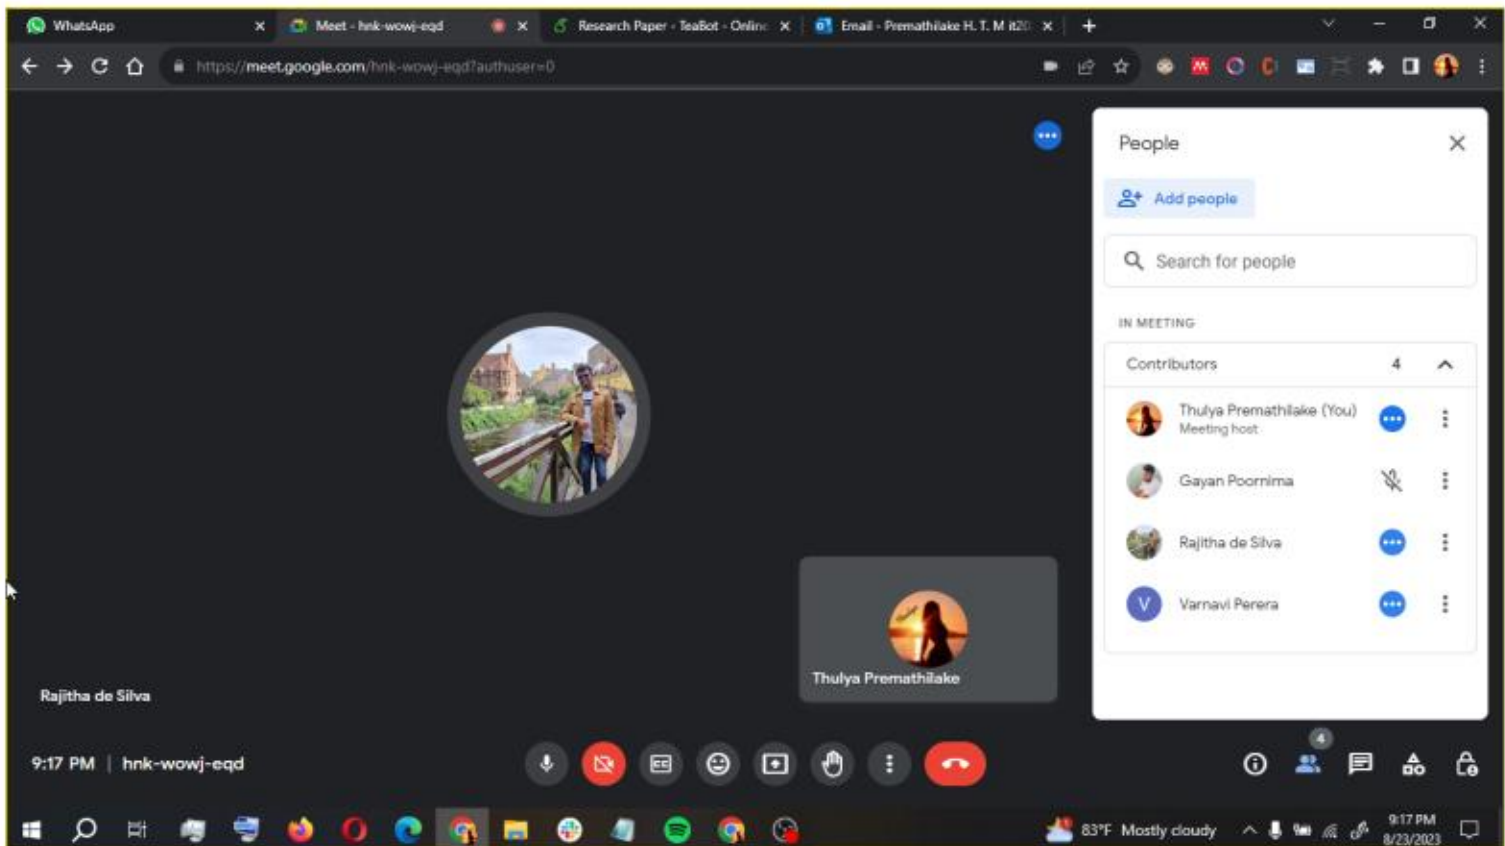 WhatsApp
Meet - hnk-wowj-eqd
Research Paper - TeaBot - Online
Email - Premathilake H. T. M it20
https://meet.google.com/hnk-wowj-eqd?authuser=0
People
Add people
Search for people
IN MEETING
Contributors 4
Thulya Premathilake (You)
Meeting host
Gayan Poornima
Rajitha de Silva
Varnavi Perera
Thulya Premathilake
Rajitha de Silva
V
4
9:17 PM | hnk-wowj-eqd
CC
83°F Mostly cloudy
9:17 PM
8/23/2023